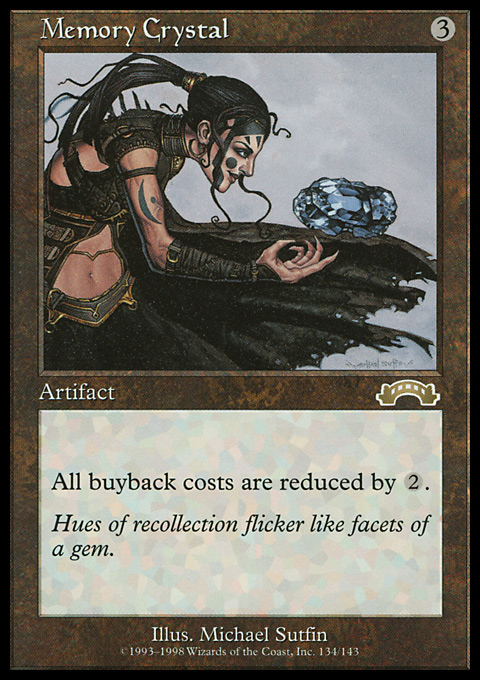 Memory Crystal 3
Artifact
All buyback costs are reduced by 2.
Hues of recollection flicker like facets of
a gem.
Illus. Michael Sutfin
©1993–1998 Wizards of the Coast, Inc. 134/143